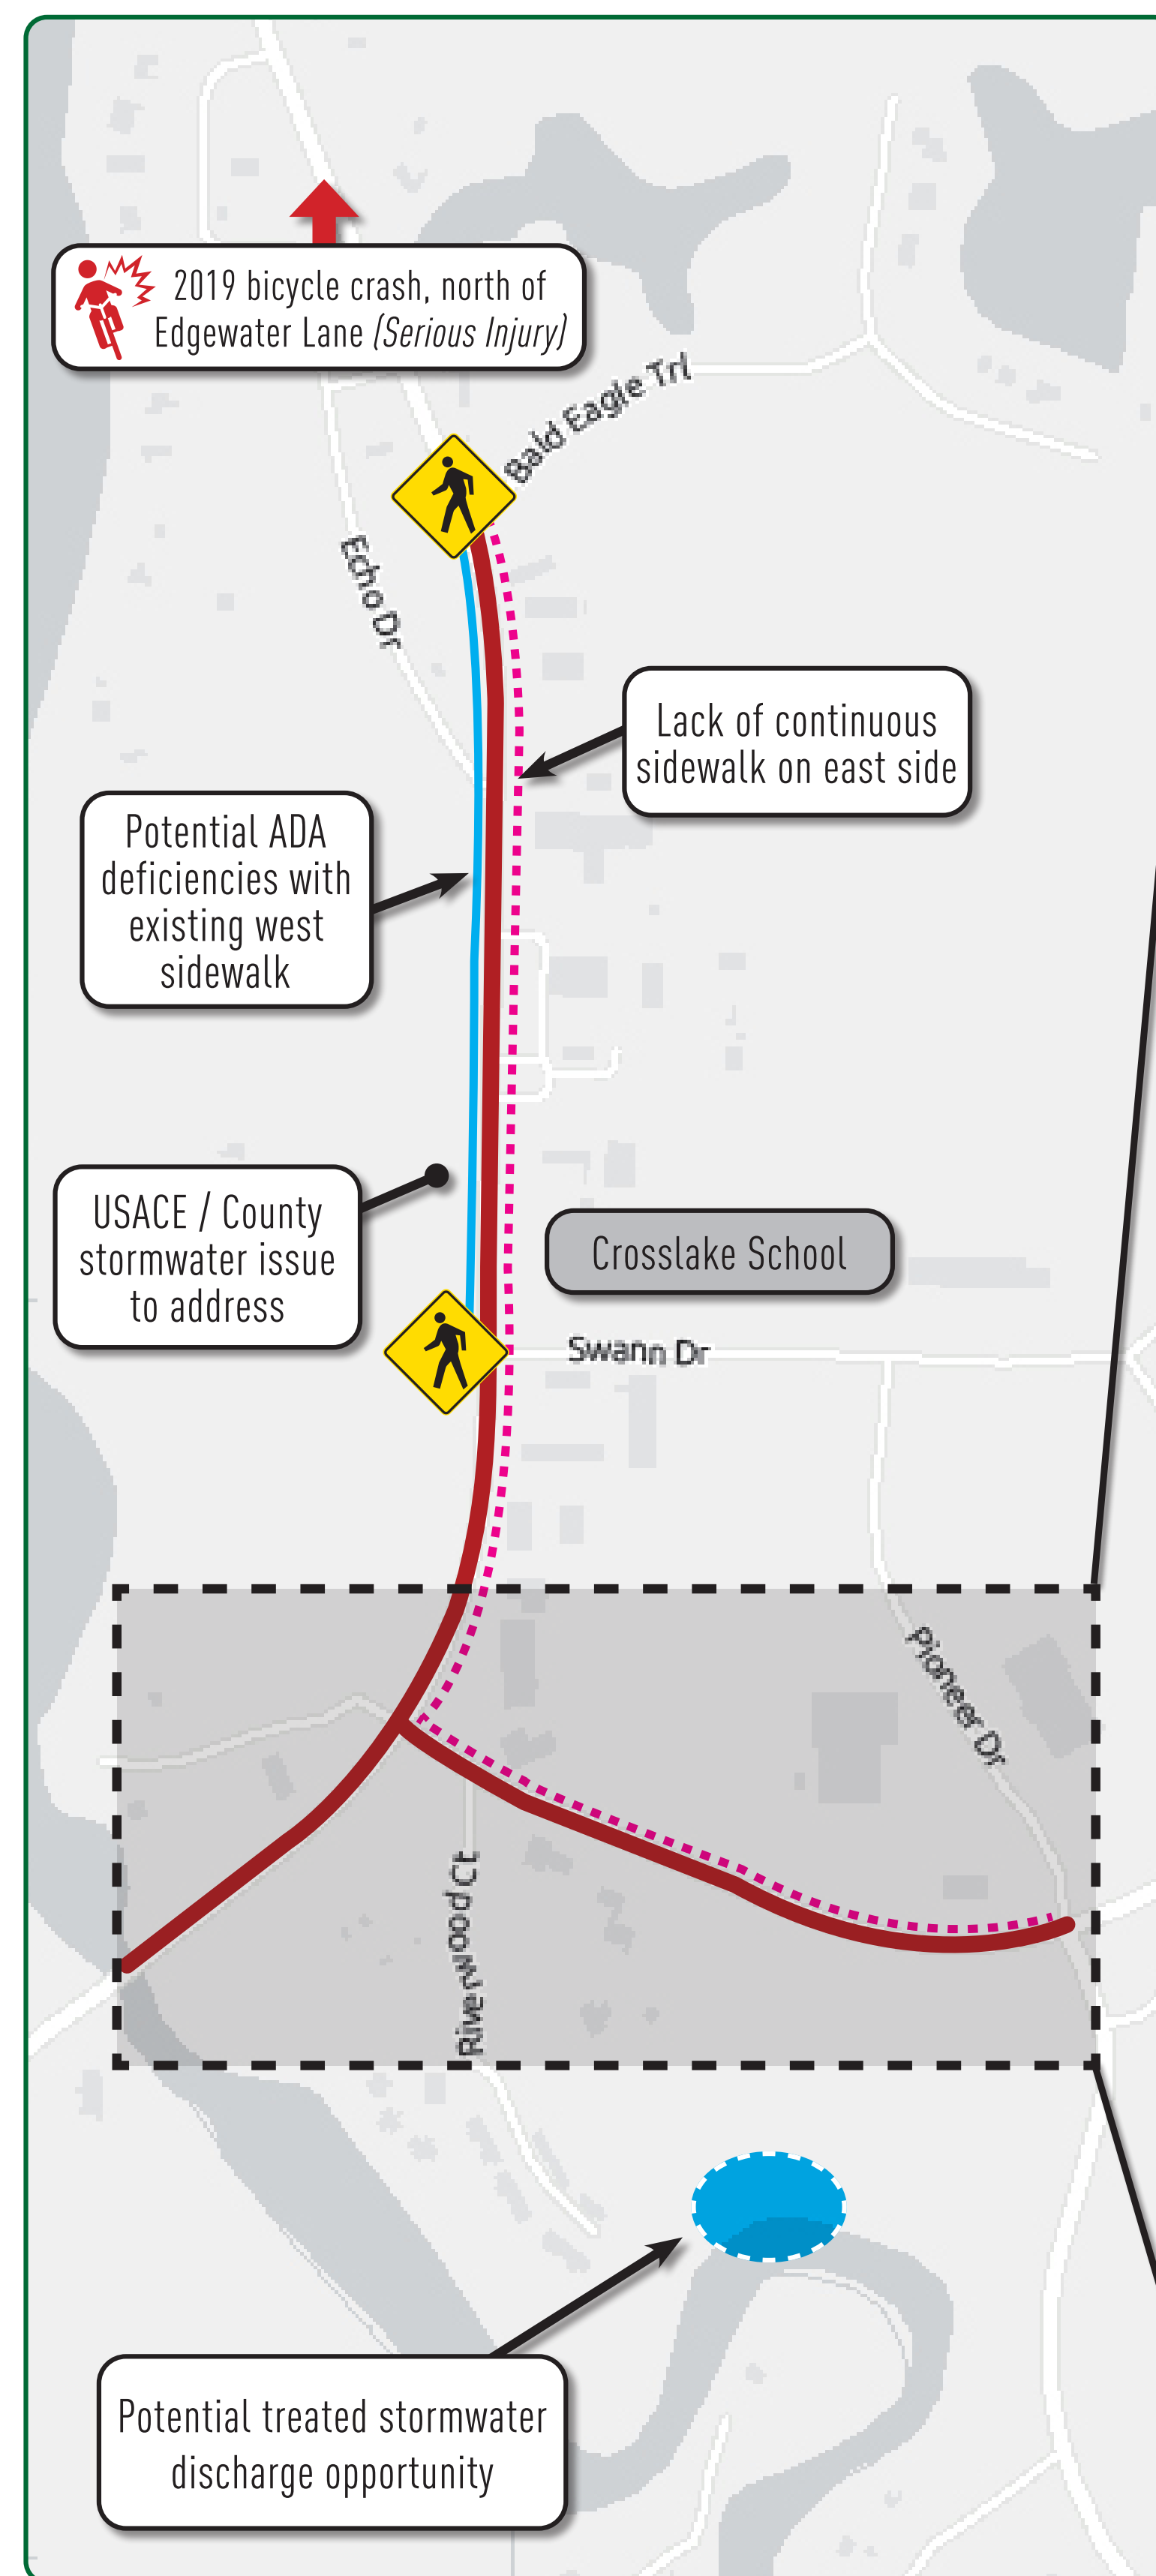 2019 bicycle crash, north of
Edgewater Lane (Serious Injury)
Bald Eagle Trl
Echo Dr
Lack of continuous
sidewalk on east side
Potential ADA
deficiencies with
existing west
sidewalk
USACE / County
stormwater issue
to address
Crosslake School
Swann Dr
Pioneer Dr
Riverwood Ct
Potential treated stormwater
discharge opportunity